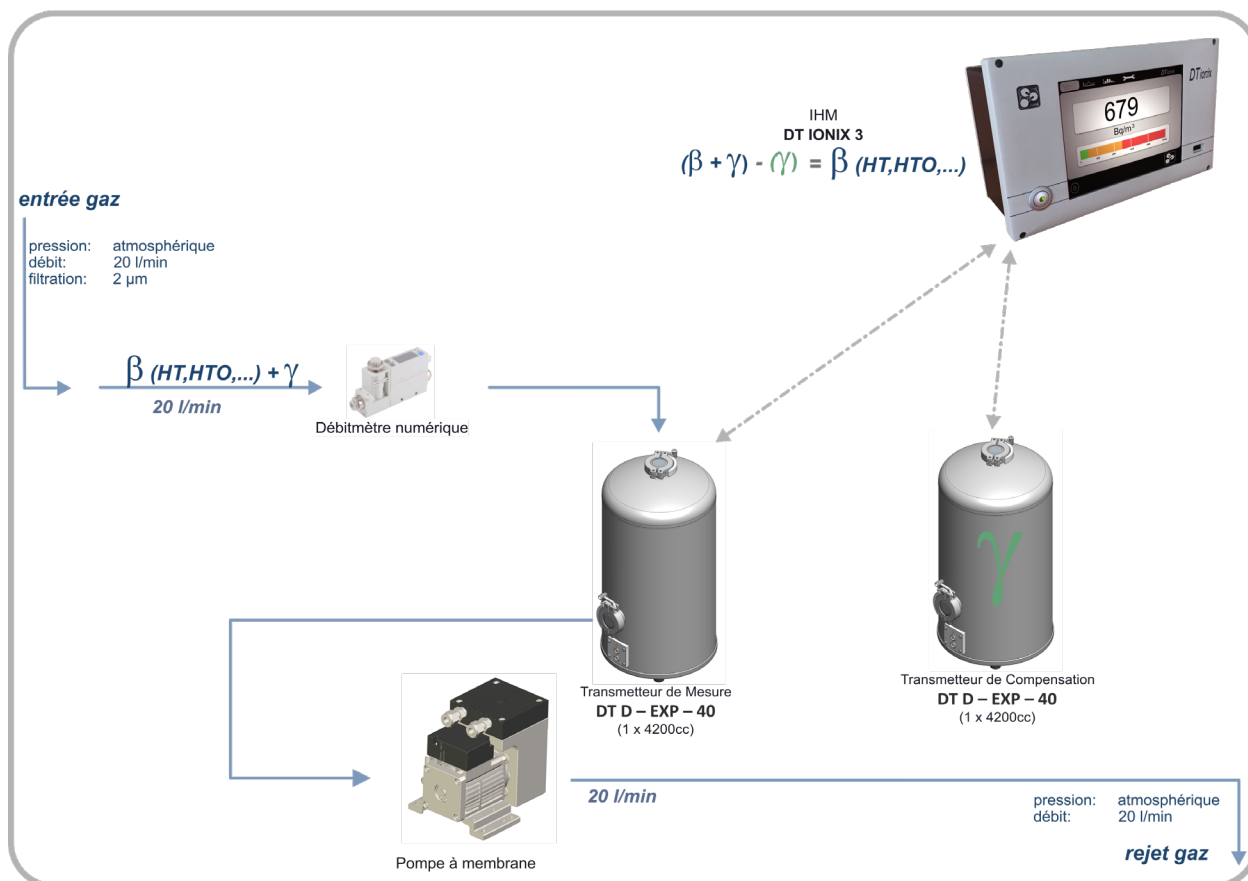 IHM
DT IONIX 3
(β + γ) - (γ) = β (HT,HTO,...)
DTionix
DTionix
679
Bq/m³
entrée gaz
pression: atmosphérique
débit: 20 l/min
filtration: 2 µm
β (HT,HTO,...) + γ
20 l/min
Débitmètre numérique
γ
Transmetteur de Mesure
DT D – EXP – 40
(1 x 4200cc)
Transmetteur de Compensation
DT D – EXP – 40
(1 x 4200cc)
Pompe à membrane
20 l/min
pression: atmosphérique
débit: 20 l/min
rejet gaz